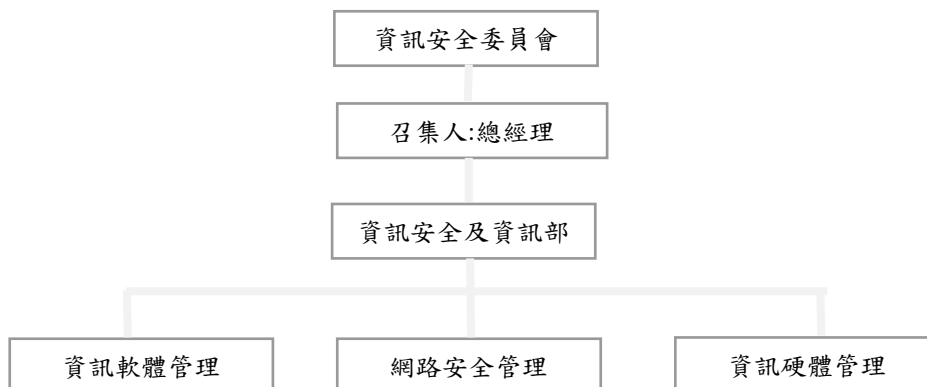 資訊安全委員會
召集人:總經理
資訊安全及資訊部
資訊軟體管理
網路安全管理
資訊硬體管理